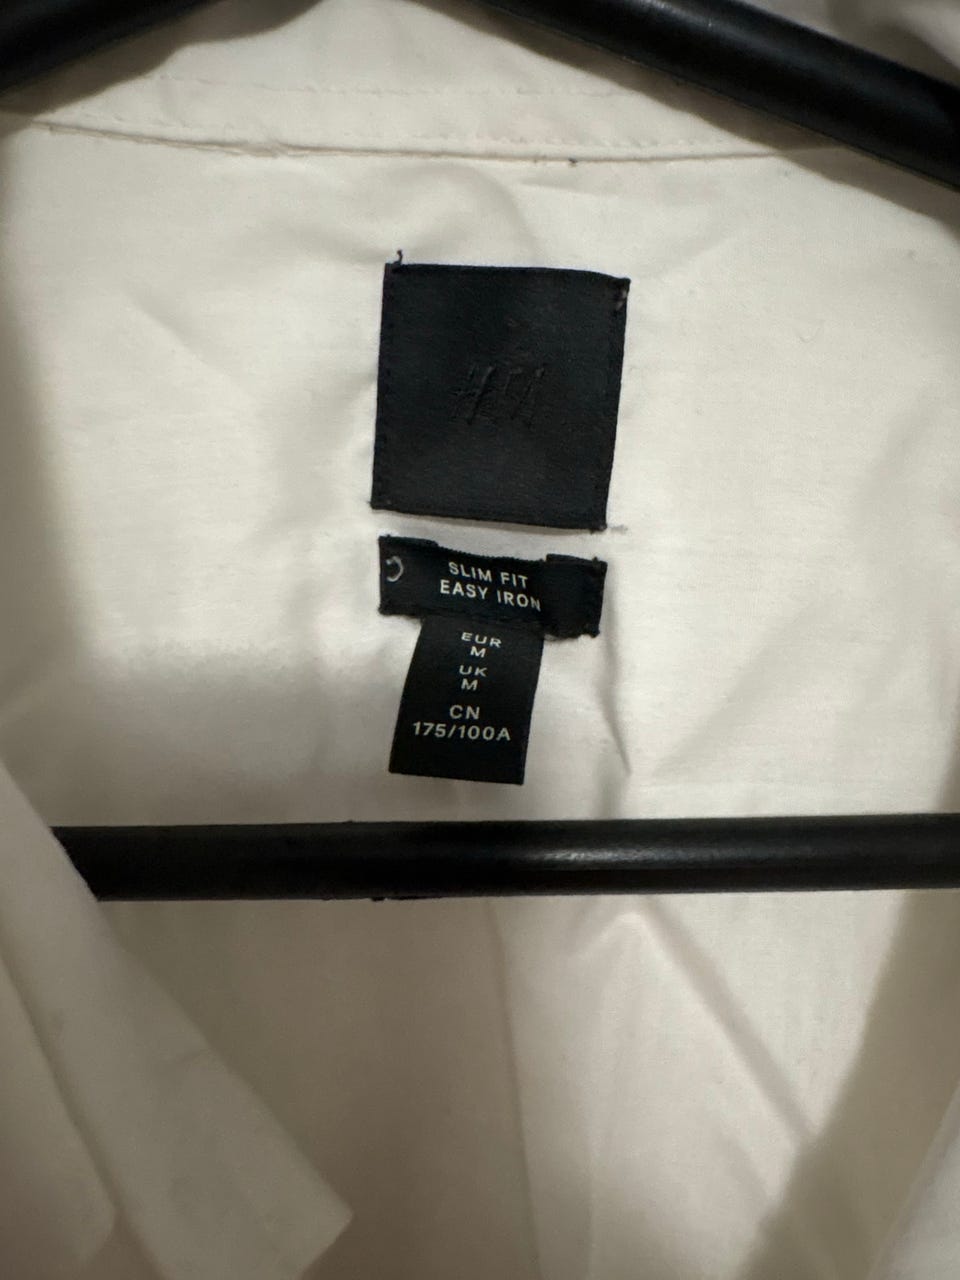 H&M
SLIM FIT
EASY IRON
EUR
M
UK
M
CN
175/100A